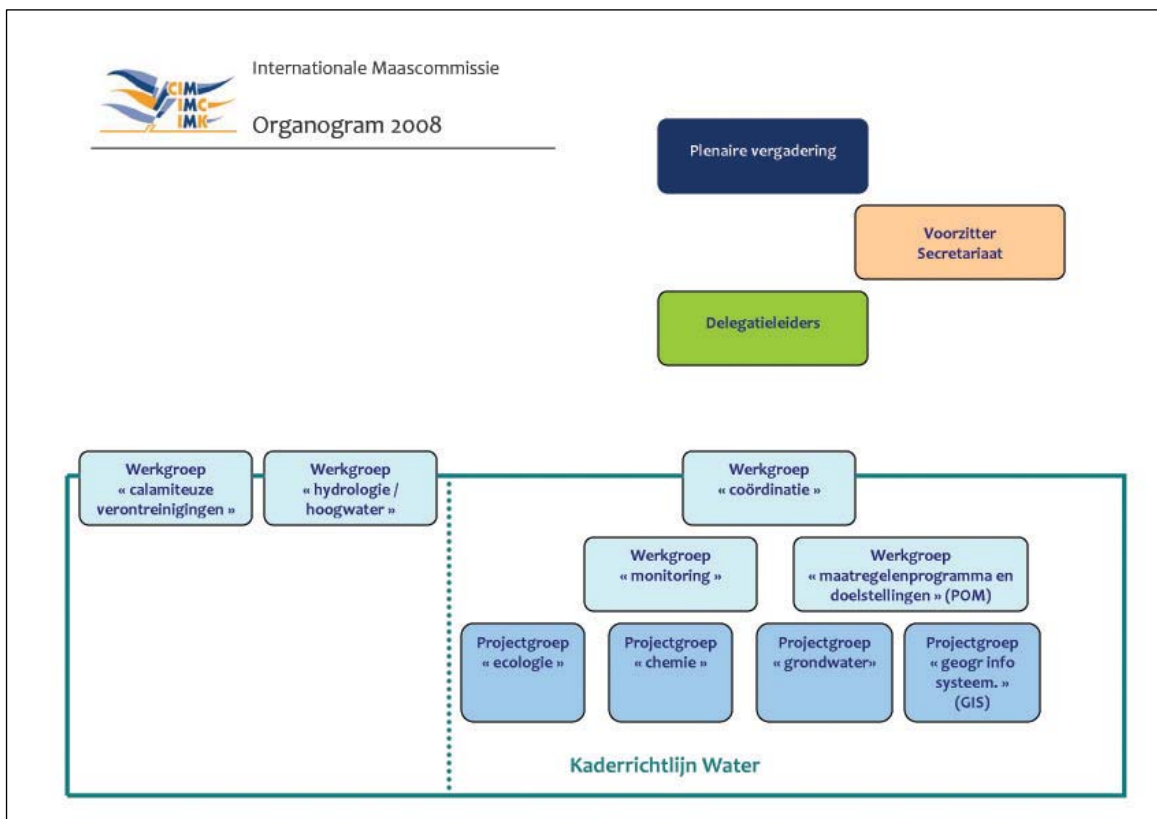 CIM
IMC
IMK
Internationale Maascommissie
Organogram 2008
Plenaire vergadering
Voorzitter
Secretariaat
Delegatieleiders
Werkgroep
« calamiteuze
verontreinigingen »
Werkgroep
« hydrologie /
hoogwater »
Werkgroep
« coördinatie »
Werkgroep
« monitoring »
Werkgroep
« maatregelenprogramma en
doelstellingen » (POM)
Projectgroep
« ecologie »
Projectgroep
« chemie »
Projectgroep
« grondwater»
Projectgroep
« geogr info
systeem. »
(GIS)
Kaderrichtlijn Water